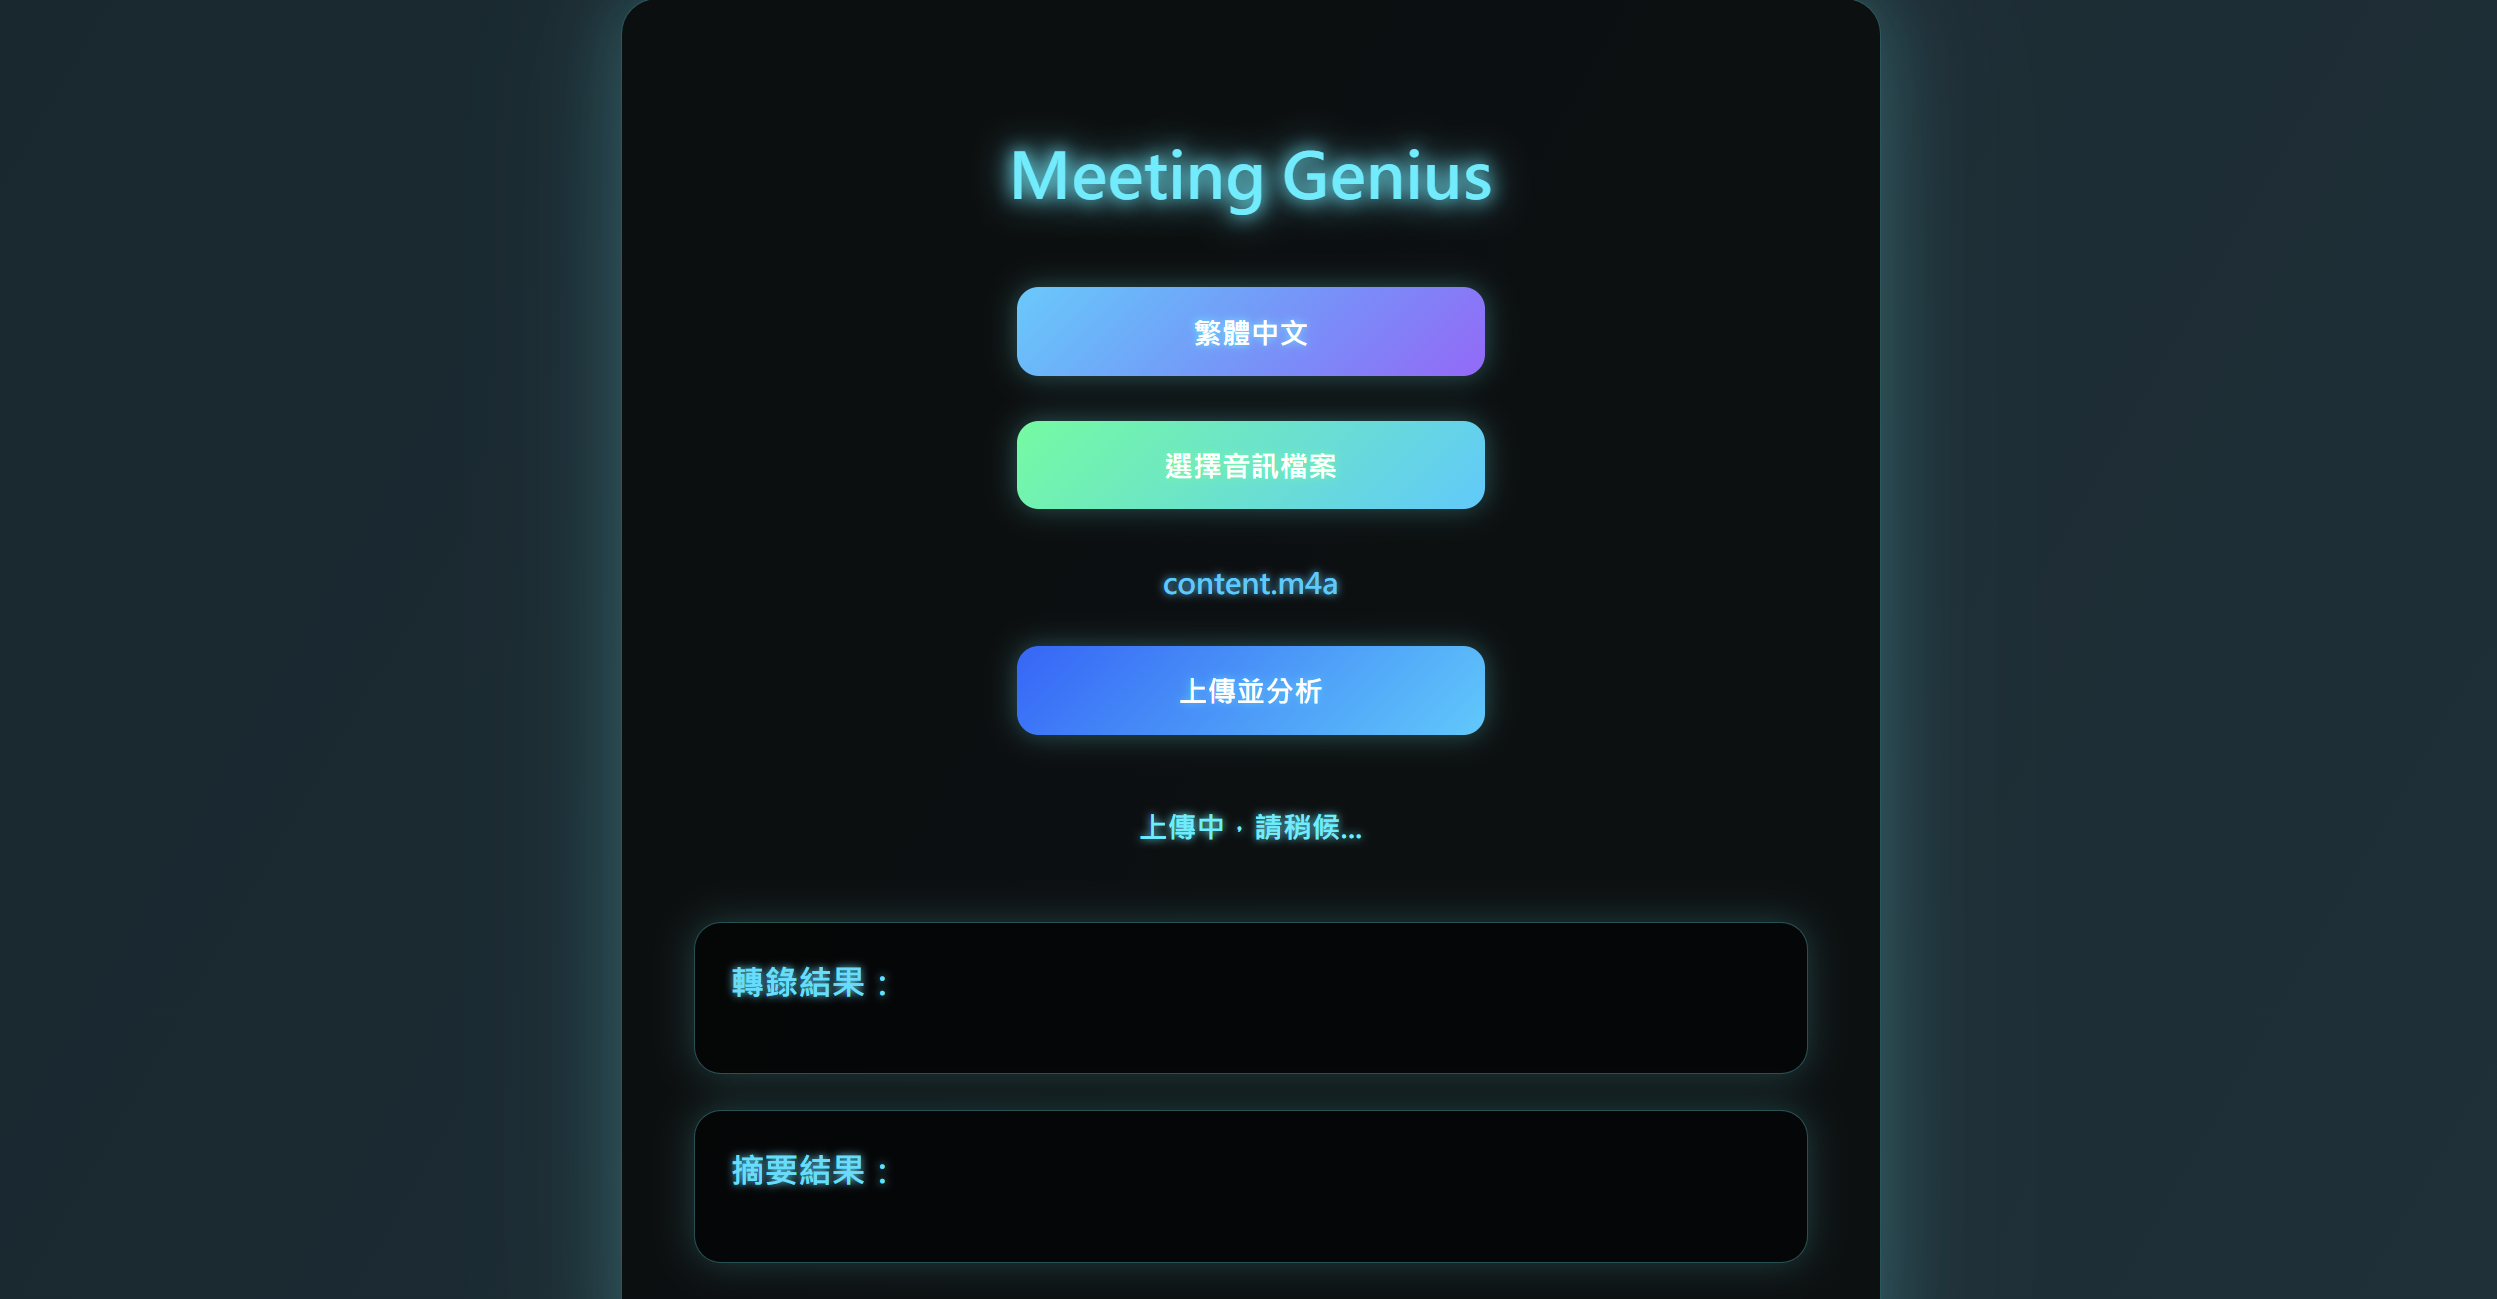 Meeting Genius
繁體中文
選擇音訊檔案
content.m4a
上傳並分析
上傳中，請稍候...
轉錄結果：
摘要結果：